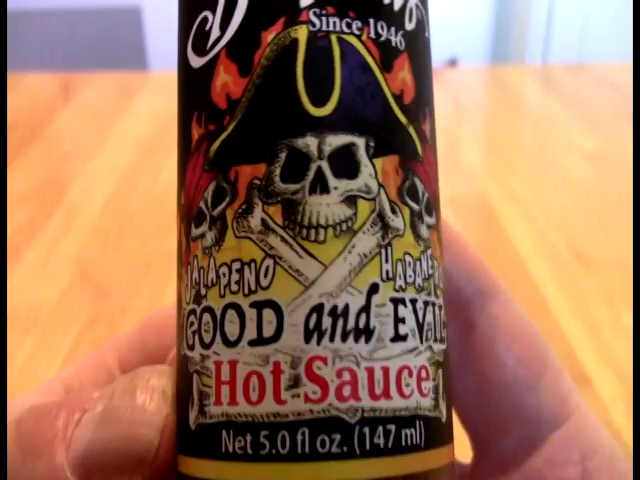 Since 1946
JALAPENO HABANERO
GOOD and EVIL
Hot Sauce
Net 5.0 fl oz. (147 ml)